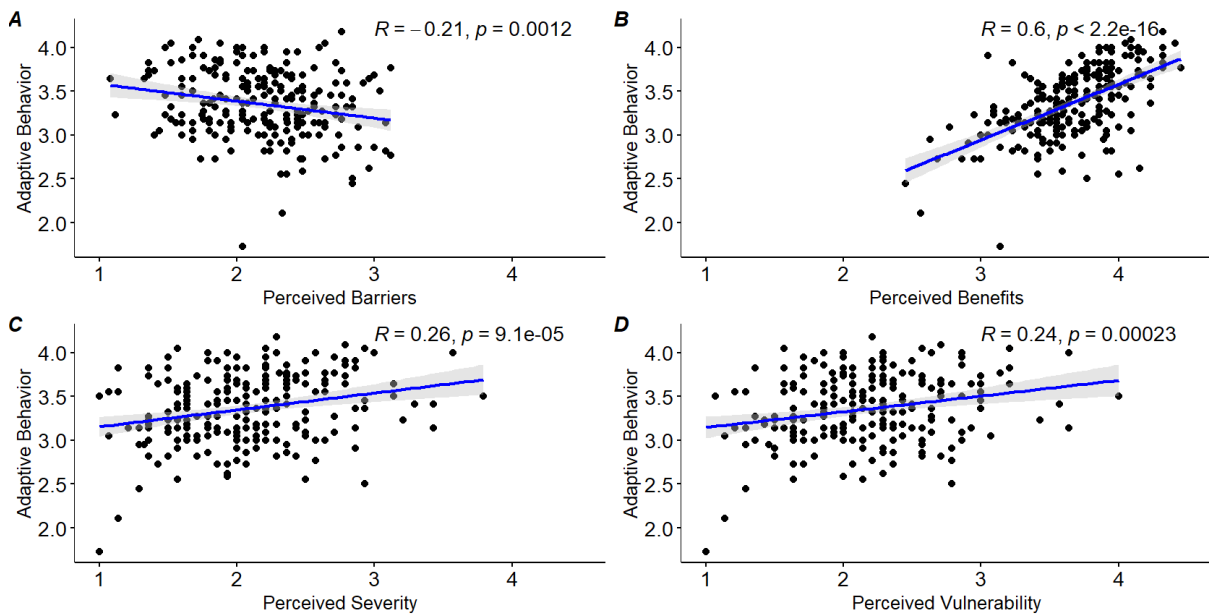 A
R = −0.21, p = 0.0012
Adaptive Behavior
4.0
3.5
3.0
2.5
2.0
1 2 3 4
Perceived Barriers
B
R = 0.6, p < 2.2e-16
Adaptive Behavior
4.0
3.5
3.0
2.5
2.0
1 2 3 4
Perceived Benefits
C
R = 0.26, p = 9.1e-05
Adaptive Behavior
4.0
3.5
3.0
2.5
2.0
1 2 3 4
Perceived Severity
D
R = 0.24, p = 0.00023
Adaptive Behavior
4.0
3.5
3.0
2.5
2.0
1 2 3 4
Perceived Vulnerability